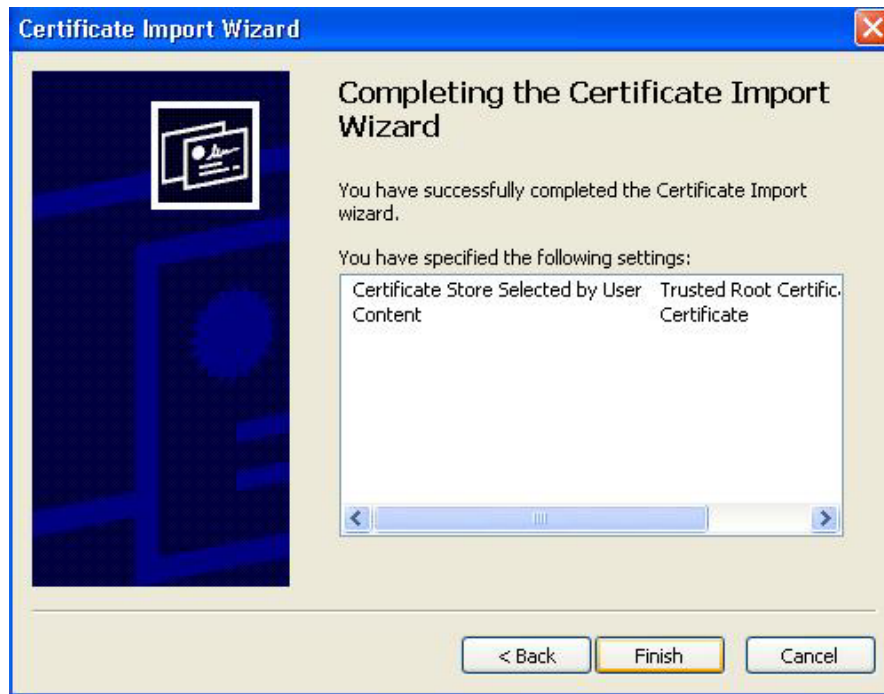 Certificate Import Wizard
Completing the Certificate Import
Wizard
You have successfully completed the Certificate Import
wizard.
You have specified the following settings:
Certificate Store Selected by User Trusted Root Certific
Content Certificate
< Back Finish Cancel